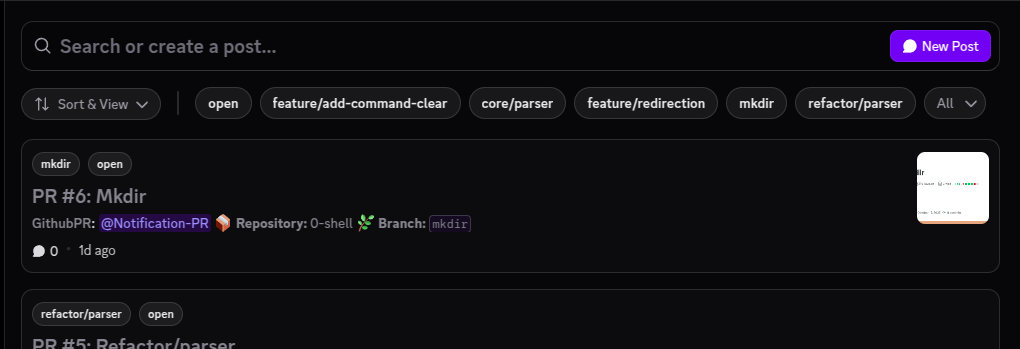 Search or create a post...
New Post
Sort & View
open
feature/add-command-clear
core/parser
feature/redirection
mkdir
refactor/parser
All
mkdir open
PR #6: Mkdir
GithubPR: @Notification-PR Repository: 0-shell Branch: mkdir
0 · 1d ago
refactor/parser open
PR #5: Refactor/parser